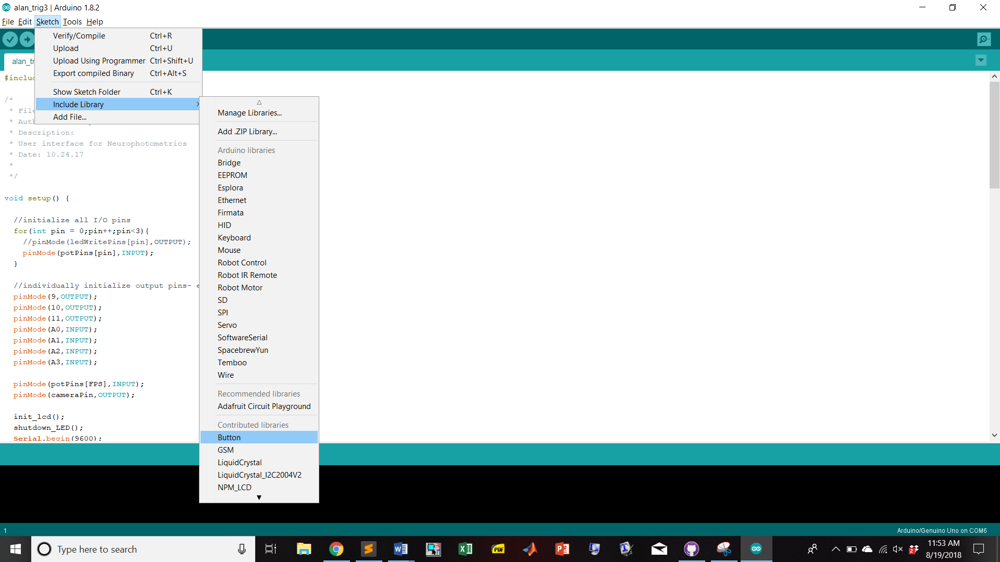 alan_trig3 | Arduino 1.8.2
File Edit Sketch Tools Help
Verify/Compile Ctrl+R
Upload Ctrl+U
Upload Using Programmer Ctrl+Shift+U
Export compiled Binary Ctrl+Alt+S
Show Sketch Folder Ctrl+K
Include Library
Add File...
Manage Libraries...
Add .ZIP Library...
Arduino libraries
Bridge
EEPROM
Esplora
Ethernet
Firmata
HID
Keyboard
Mouse
Robot Control
Robot IR Remote
Robot Motor
SD
SPI
Servo
SoftwareSerial
SpacebrewYun
Temboo
Wire
Recommended libraries
Adafruit Circuit Playground
Contributed libraries
Button
GSM
LiquidCrystal
LiquidCrystal_I2C2004V2
NPM_LCD
alan_tr
#includ
/*
* File
* Auth
* Description:
* User interface for Neurophotometrics
* Date: 10.24.17
*
*/
void setup() {
//initialize all I/O pins
for(int pin = 0;pin++;pin<3){
//pinMode(ledWritePins[pin],OUTPUT);
pinMode(potPins[pin],INPUT);
}
//individually initialize output pins- e
pinMode(9,OUTPUT);
pinMode(10,OUTPUT);
pinMode(11,OUTPUT);
pinMode(A0,INPUT);
pinMode(A1,INPUT);
pinMode(A2,INPUT);
pinMode(A3,INPUT);
pinMode(potPins[FPS],INPUT);
pinMode(cameraPin,OUTPUT);
init_lcd();
shutdown_LED();
Serial.begin(9600);
1
Arduino/Genuino Uno on COM6
Type here to search
PDF
11:53 AM
8/19/2018